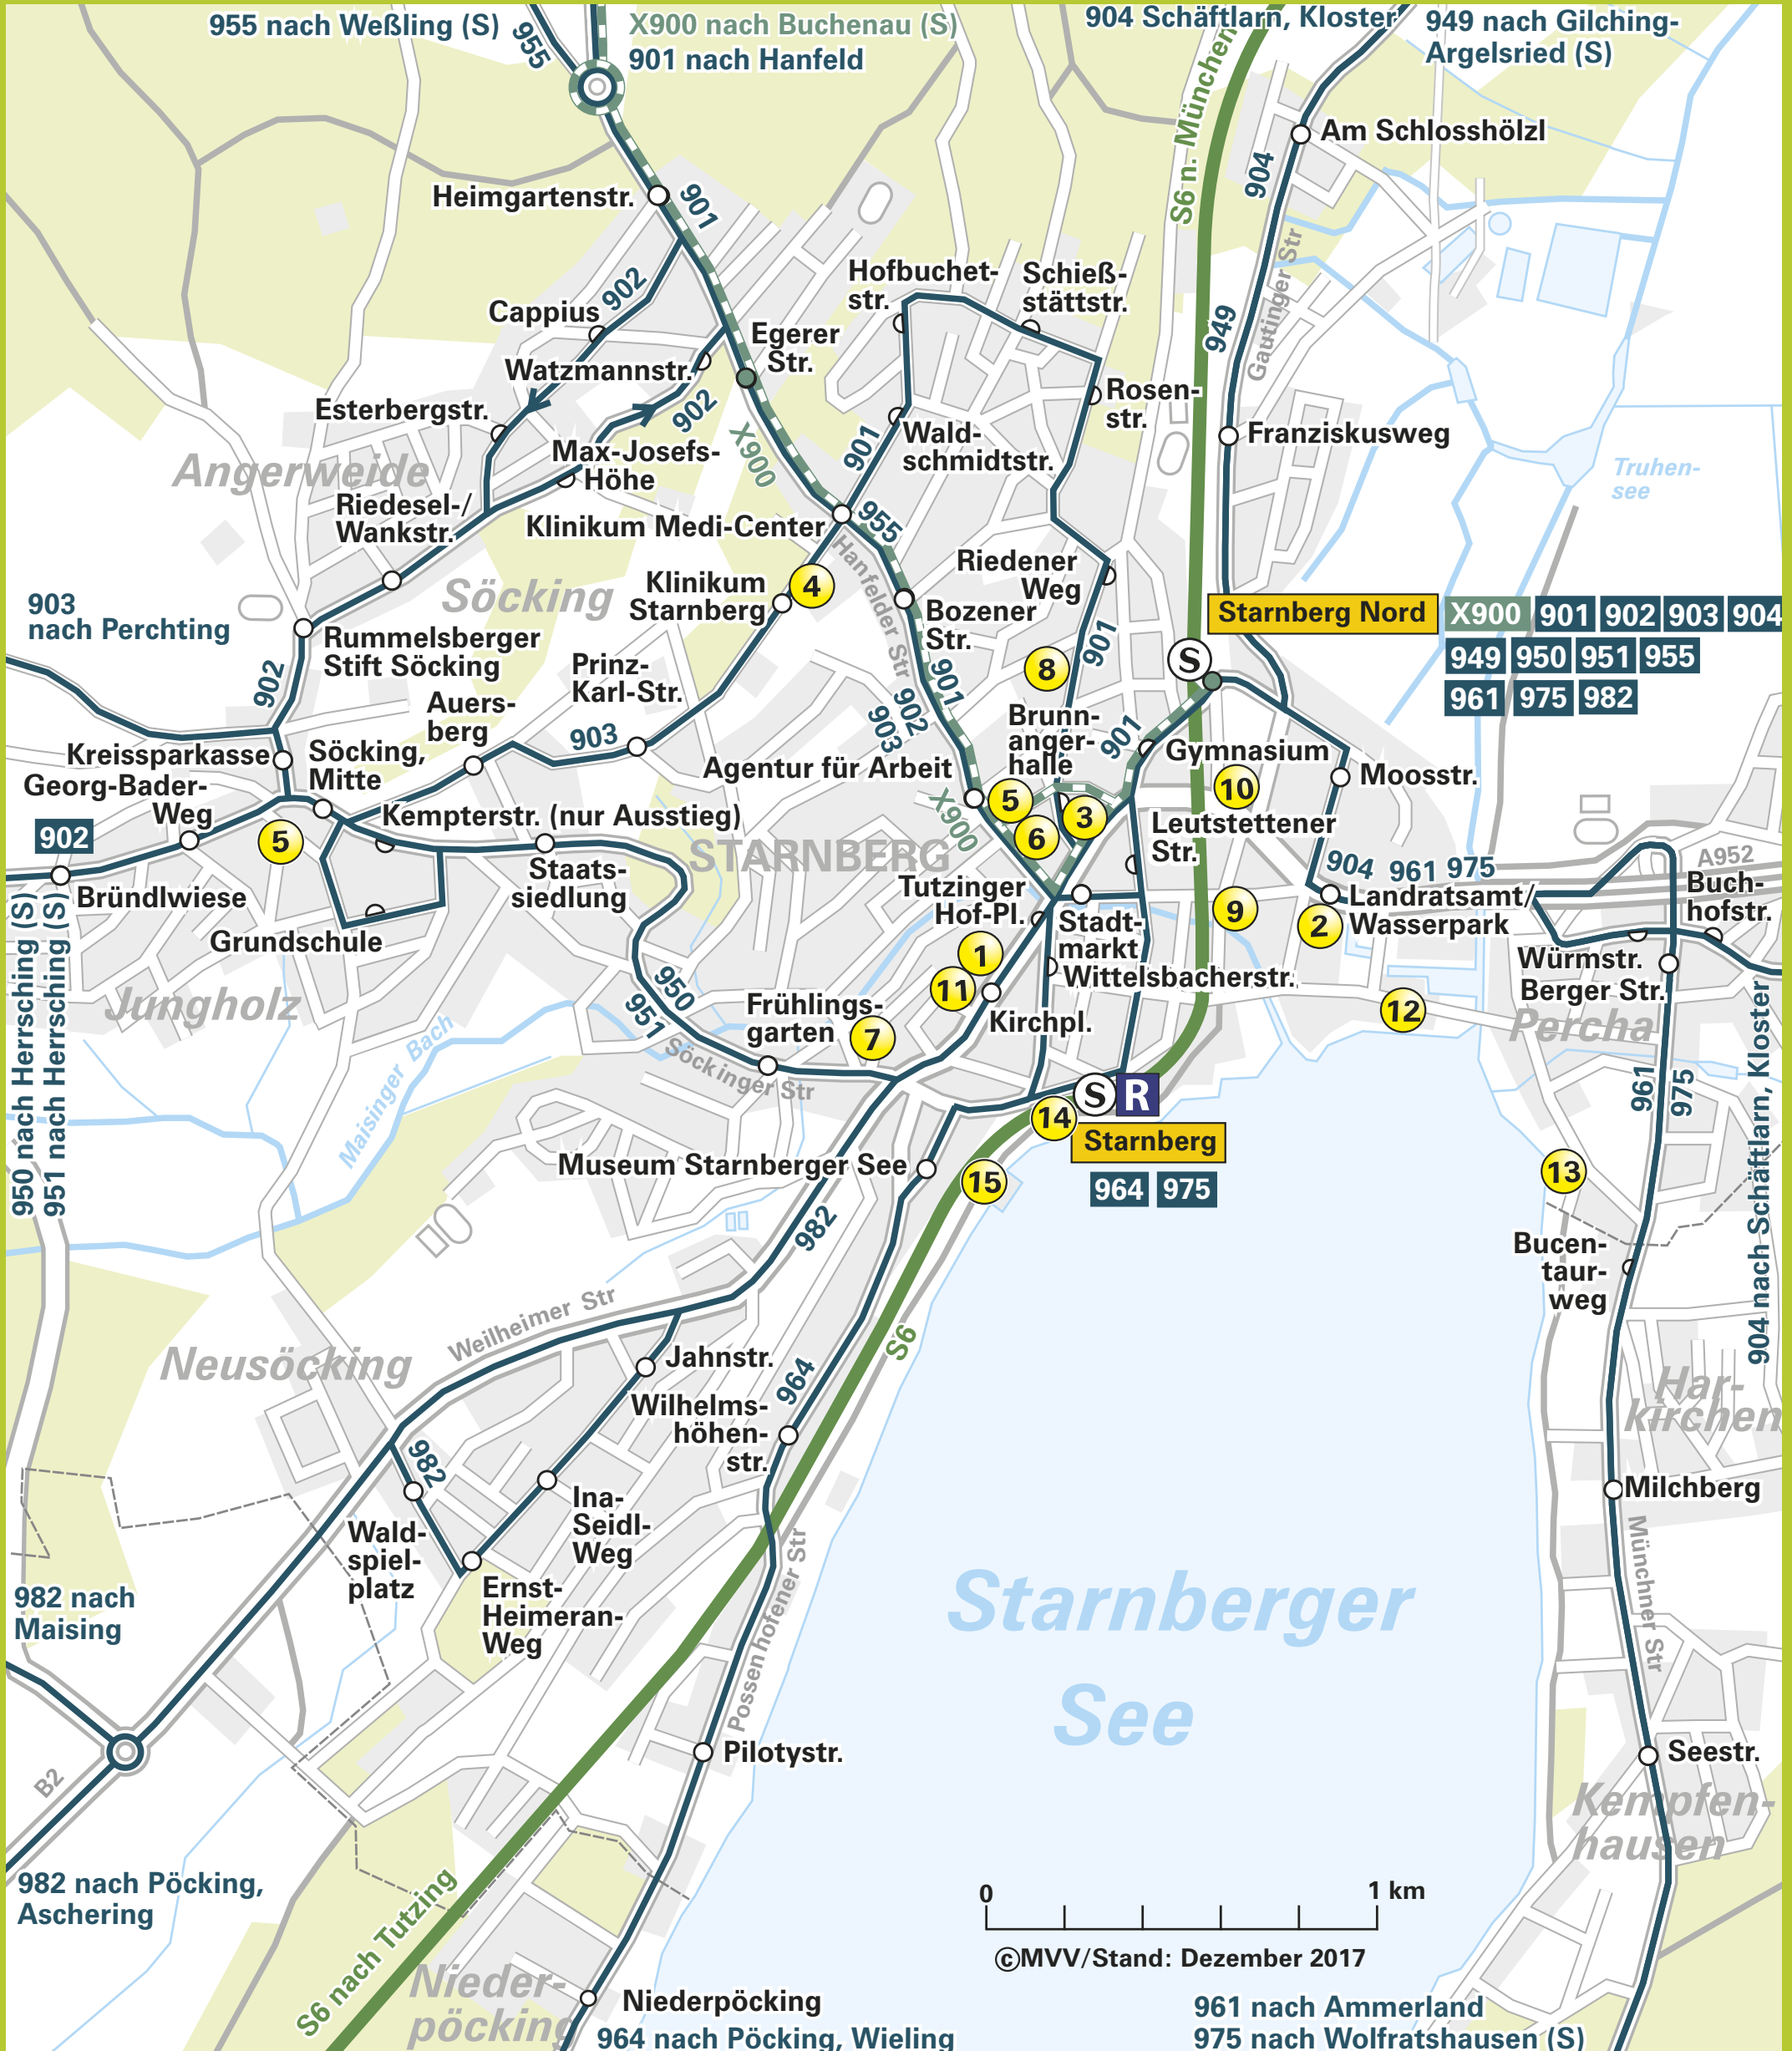 955 nach Weßling (S)
955
X900 nach Buchenau (S)
901 nach Hanfeld
904 Schäftlarn, Kloster
949 nach Gilching-
Argelsried (S)
S6 n. München
Am Schlosshölzl
904
Heimgartenstr.
901
Hofbuchet-
str.
Schieß-
stättstr.
Gautinger Str
902
Cappius
949
Egerer
Str.
Watzmannstr.
Rosen-
str.
Esterbergstr.
902
Wald-
schmidtstr.
Franziskusweg
901
X900
Angerweide
Max-Josefs-
Höhe
Truhen-
see
Riedesel-/
Wankstr.
Klinikum Medi-Center
955
Hanfelder Str
Riedener
Weg
Söcking
Klinikum
Starnberg
4
903
nach Perchting
Bozener
Str.
Starnberg Nord
X900 901 902 903 904
949 950 951 955
961 975 982
Rummelsberger
Stift Söcking
902
Prinz-
Karl-Str.
901
8
S
901
902
903
Auers-
berg
Brunn-
anger-
halle
901
Gymnasium
Kreissparkasse
Söcking,
Mitte
903
Agentur für Arbeit
Moosstr.
Georg-Bader-
Weg
10
5
3
6
X900
Kempterstr. (nur Ausstieg)
902
5
Leutstettener
Str.
STARNBERG
A952
904 961 975
Bründlwiese
Staats-
siedlung
Tutzinger
Hof-Pl.
Landratsamt/
Wasserpark
Buch-
hofstr.
9
2
Stadt-
markt
Grundschule
950 nach Herrsching (S)
951 nach Herrsching (S)
1
Wittelsbacherstr.
Würmstr.
Berger Str.
11
950
951
Jungholz
Frühlings-
garten
7
Kirchpl.
12
Percha
Maisinger Bach
Söckinger Str
961
975
S R
14
Starnberg
904 nach Schäftlarn, Kloster
Museum Starnberger See
15
964 975
13
982
Bucen-
taur-
weg
Weilheimer Str
S6
Neusöcking
Jahnstr.
964
Wilhelms-
höhen-
str.
Har-
kirchen
982
Milchberg
Ina-
Seidl-
Weg
Wald-
spiel-
platz
Possenhofener Str
Münchner Str
Ernst-
Heimeran-
Weg
982 nach
Maising
Starnberger
See
Pilotystr.
Seestr.
B2
Kempfen-
hausen
982 nach Pöcking,
Aschering
0 1 km
S6 nach Tutzing
©MVV/Stand: Dezember 2017
Nieder-
pöcking
Niederpöcking
964 nach Pöcking, Wieling
961 nach Ammerland
975 nach Wolfratshausen (S)